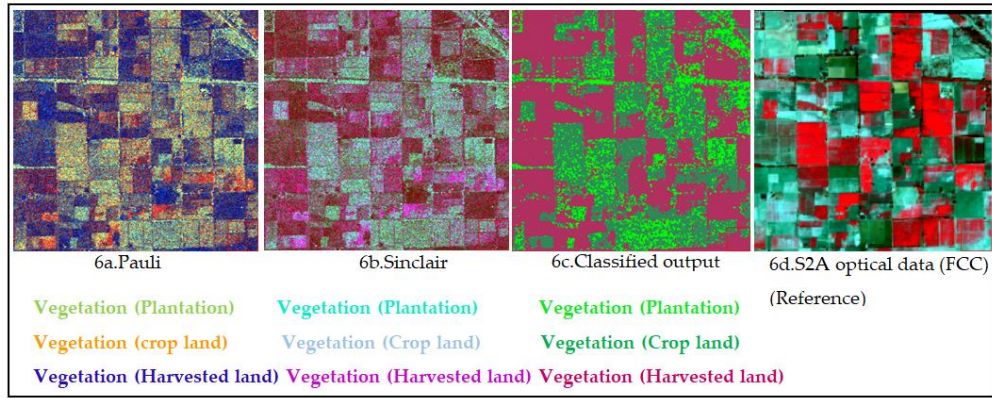 6a.Pauli
6b.Sinclair
6c.Classified output
6d.S2A optical data (FCC)
(Reference)
Vegetation (Plantation)
Vegetation (Plantation)
Vegetation (Plantation)
Vegetation (crop land)
Vegetation (Crop land)
Vegetation (Crop land)
Vegetation (Harvested land)
Vegetation (Harvested land)
Vegetation (Harvested land)